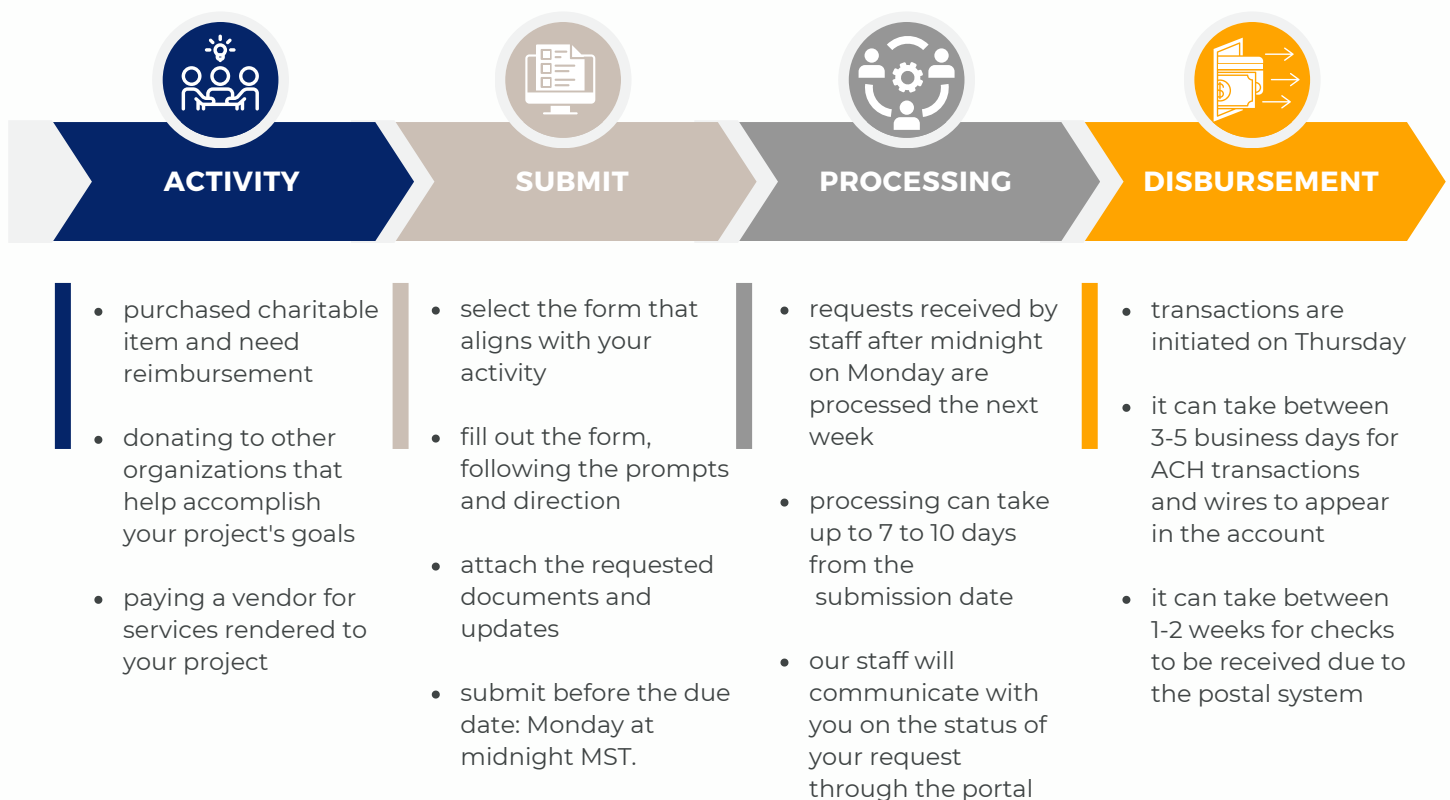 ACTIVITY
SUBMIT
PROCESSING
DISBURSEMENT
• purchased charitable
item and need
reimbursement
• donating to other
organizations that
help accomplish
your project's goals
• paying a vendor for
services rendered to
your project
• select the form that
aligns with your
activity
• fill out the form,
following the prompts
and direction
• attach the requested
documents and
updates
• submit before the due
date: Monday at
midnight MST.
• requests received by
staff after midnight
on Monday are
processed the next
week
• processing can take
up to 7 to 10 days
from the
submission date
• our staff will
communicate with
you on the status of
your request
through the portal
• transactions are
initiated on Thursday
• it can take between
3-5 business days for
ACH transactions
and wires to appear
in the account
• it can take between
1-2 weeks for checks
to be received due to
the postal system